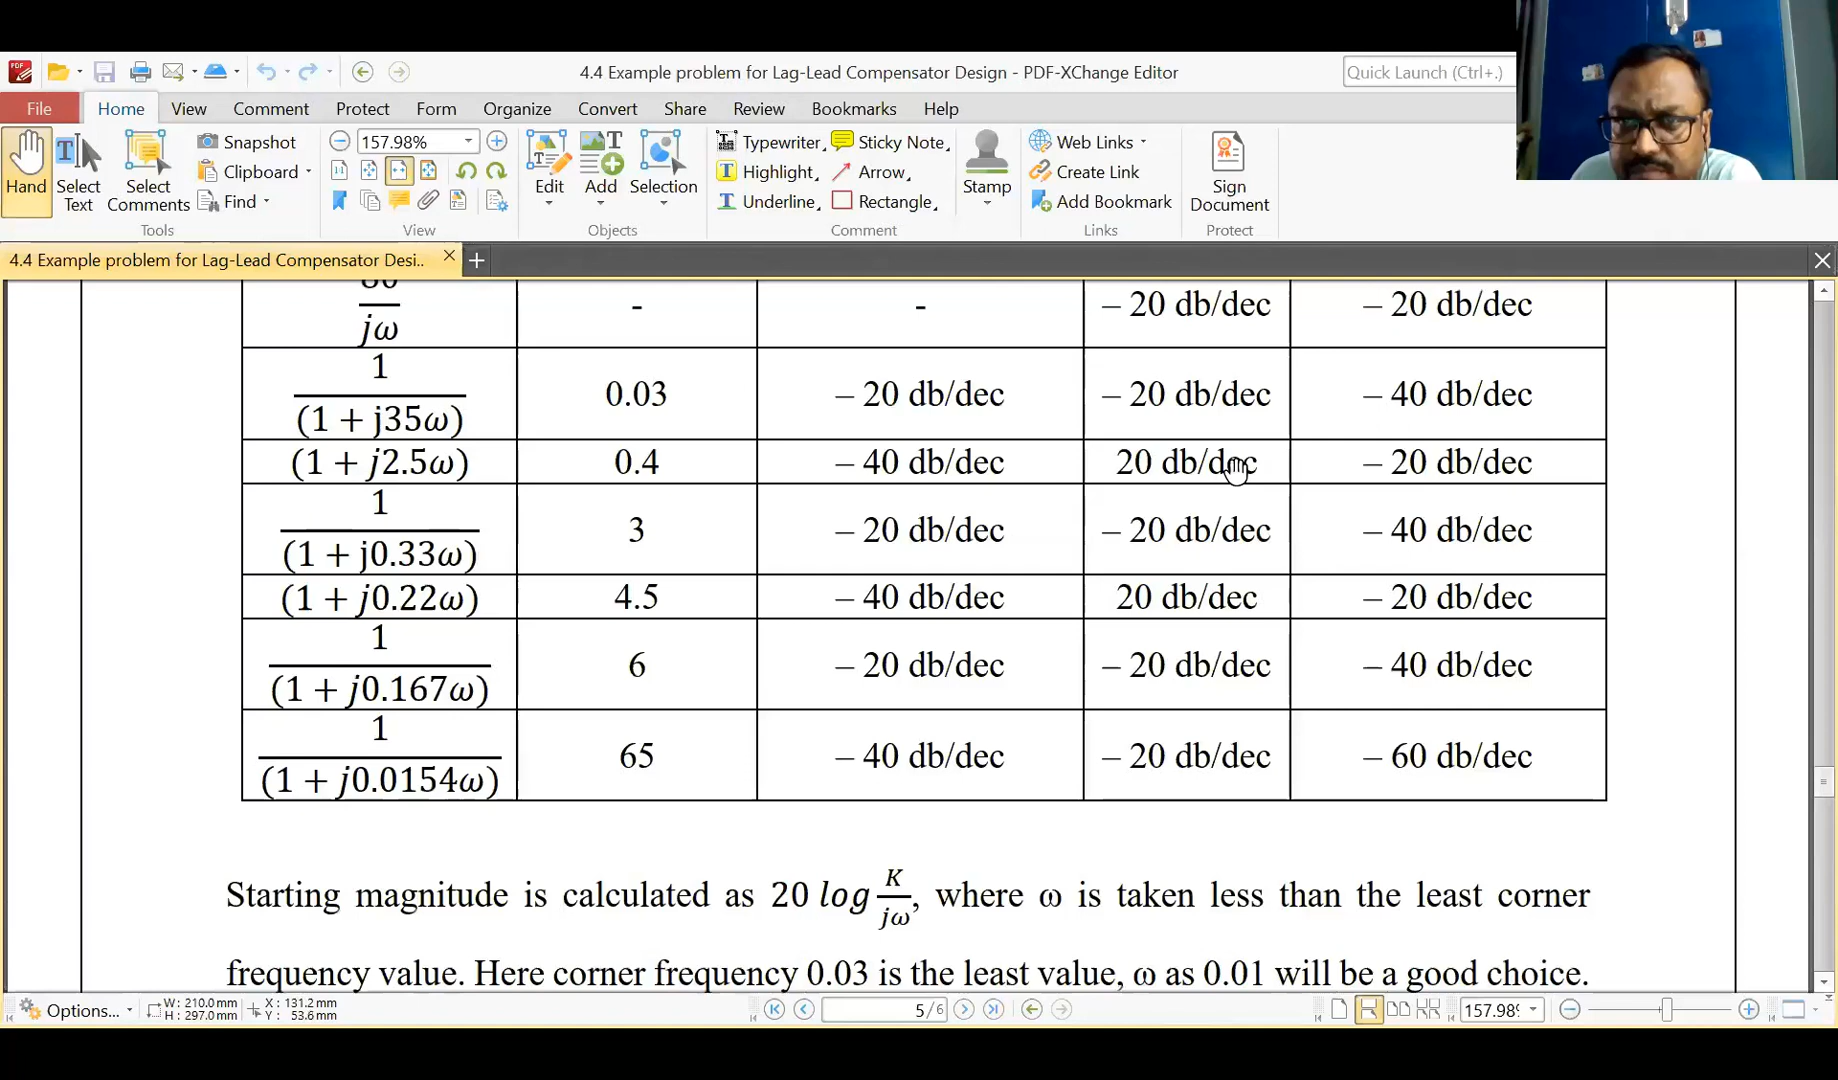 4.4 Example problem for Lag-Lead Compensator Design - PDF-XChange Editor
Quick Launch (Ctrl+.)
File Home View Comment Protect Form Organize Convert Share Review Bookmarks Help
Hand
Select Text
Select Comments
Snapshot
Clipboard
Find
Tools
157.98%
View
Edit
Add
Selection
Objects
Typewriter
Highlight
Underline
Sticky Note
Arrow
Rectangle
Stamp
Comment
Web Links
Create Link
Add Bookmark
Links
Sign Document
Protect
4.4 Example problem for Lag-Lead Compensator Desi..
80/jω - - – 20 db/dec – 20 db/dec
1/(1 + j35ω) 0.03 – 20 db/dec – 20 db/dec – 40 db/dec
(1 + j2.5ω) 0.4 – 40 db/dec 20 db/dec – 20 db/dec
1/(1 + j0.33ω) 3 – 20 db/dec – 20 db/dec – 40 db/dec
(1 + j0.22ω) 4.5 – 40 db/dec 20 db/dec – 20 db/dec
1/(1 + j0.167ω) 6 – 20 db/dec – 20 db/dec – 40 db/dec
1/(1 + j0.0154ω) 65 – 40 db/dec – 20 db/dec – 60 db/dec
Starting magnitude is calculated as 20 log K/jω, where ω is taken less than the least corner
frequency value. Here corner frequency 0.03 is the least value, ω as 0.01 will be a good choice.
Options...
W: 210.0 mm
H: 297.0 mm
X: 131.2 mm
Y: 53.6 mm
5/6
157.98%